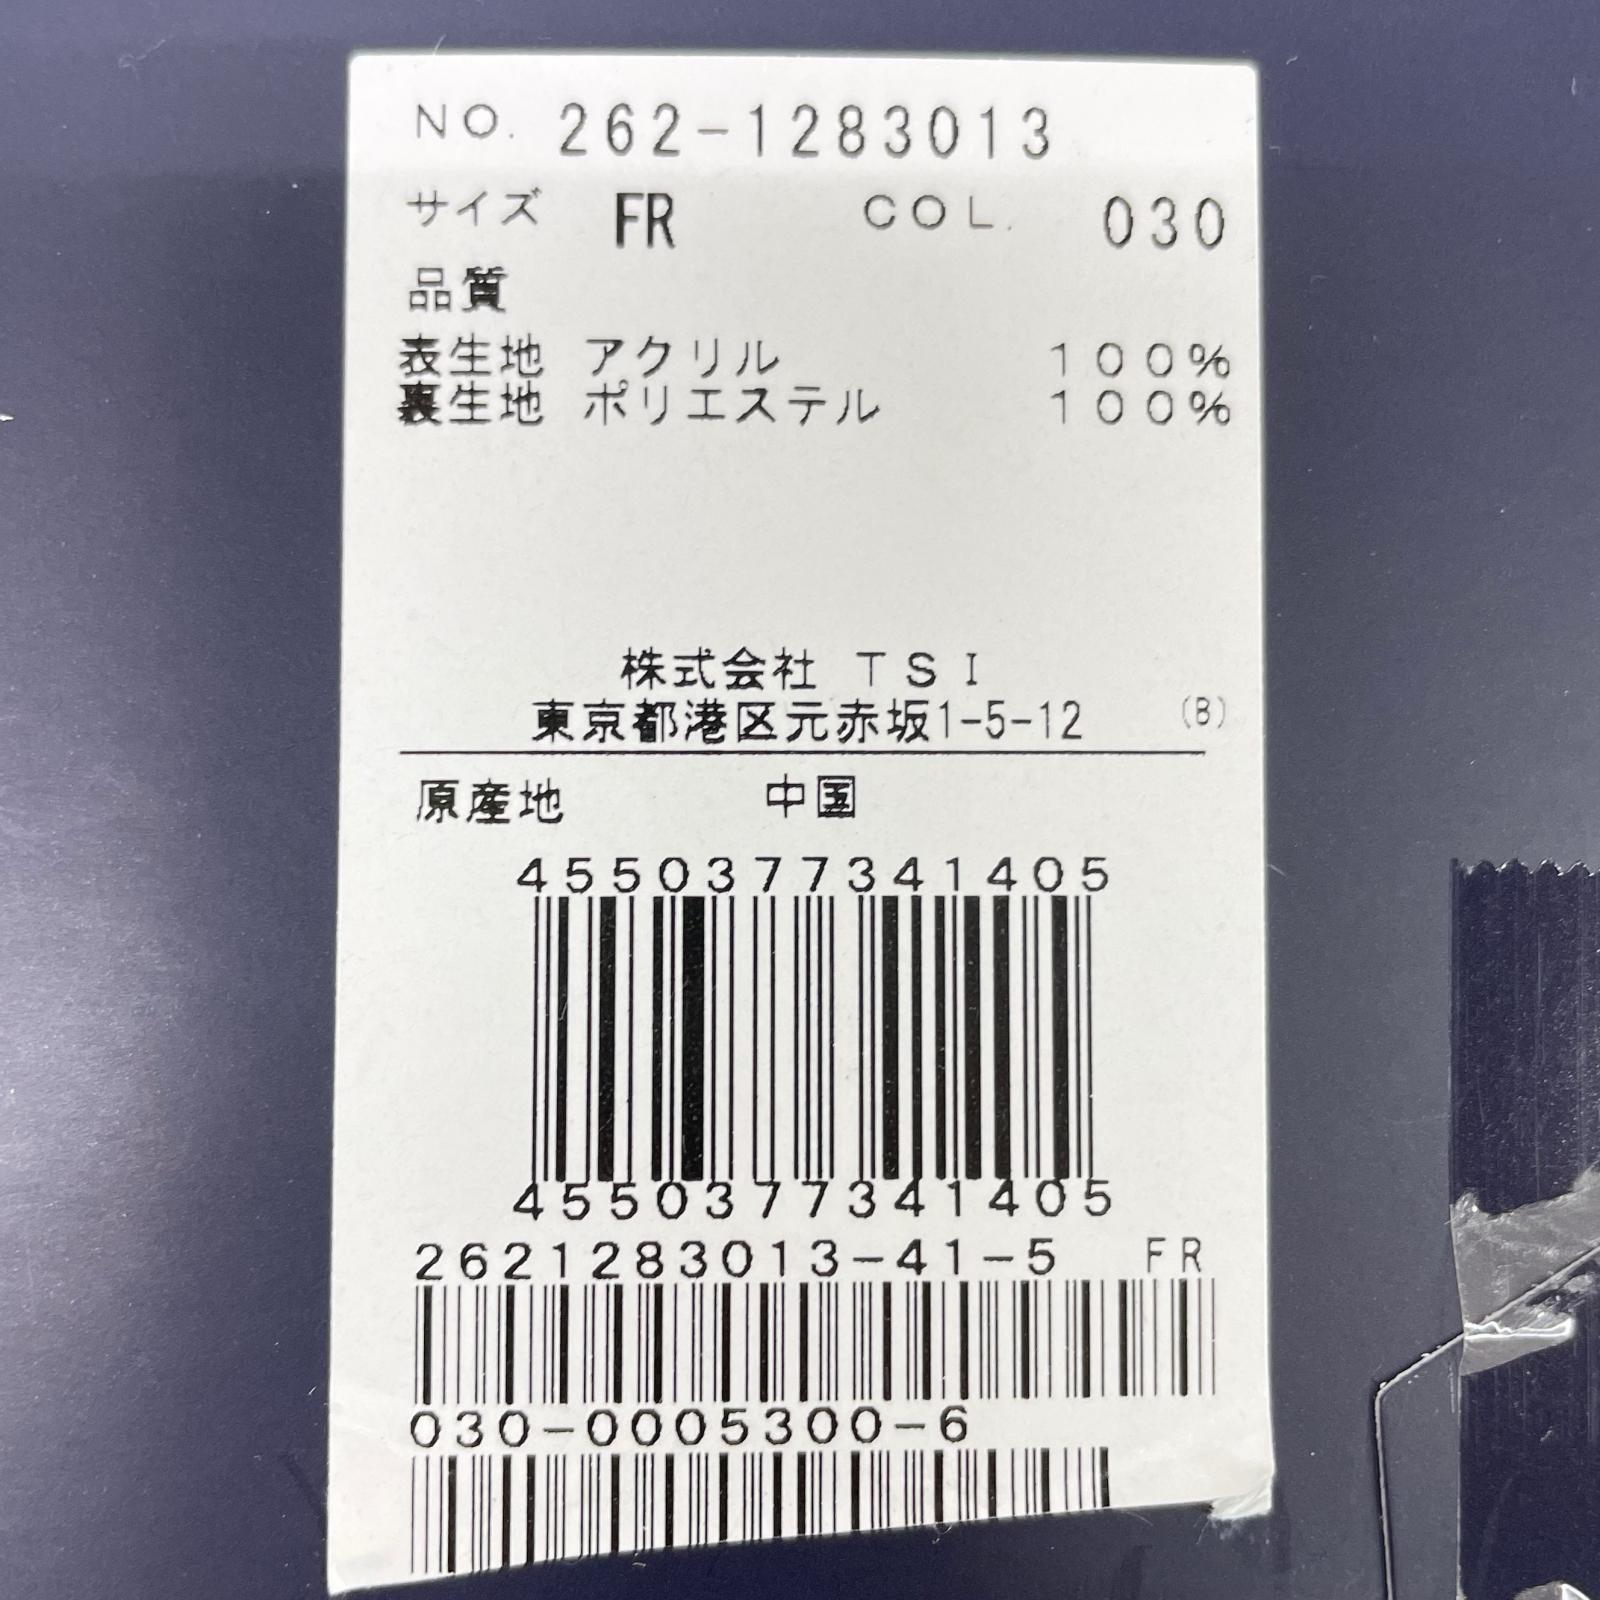 NO. 262-1283013
サイズ FR COL. 030
品質
表生地 アクリル 100%
裏生地 ポリエステル 100%
株式会社 TSI
東京都港区元赤坂1-5-12 (B)
原産地 中国
4550377341405
4550377341405
2621283013-41-5 FR
030-0005300-6